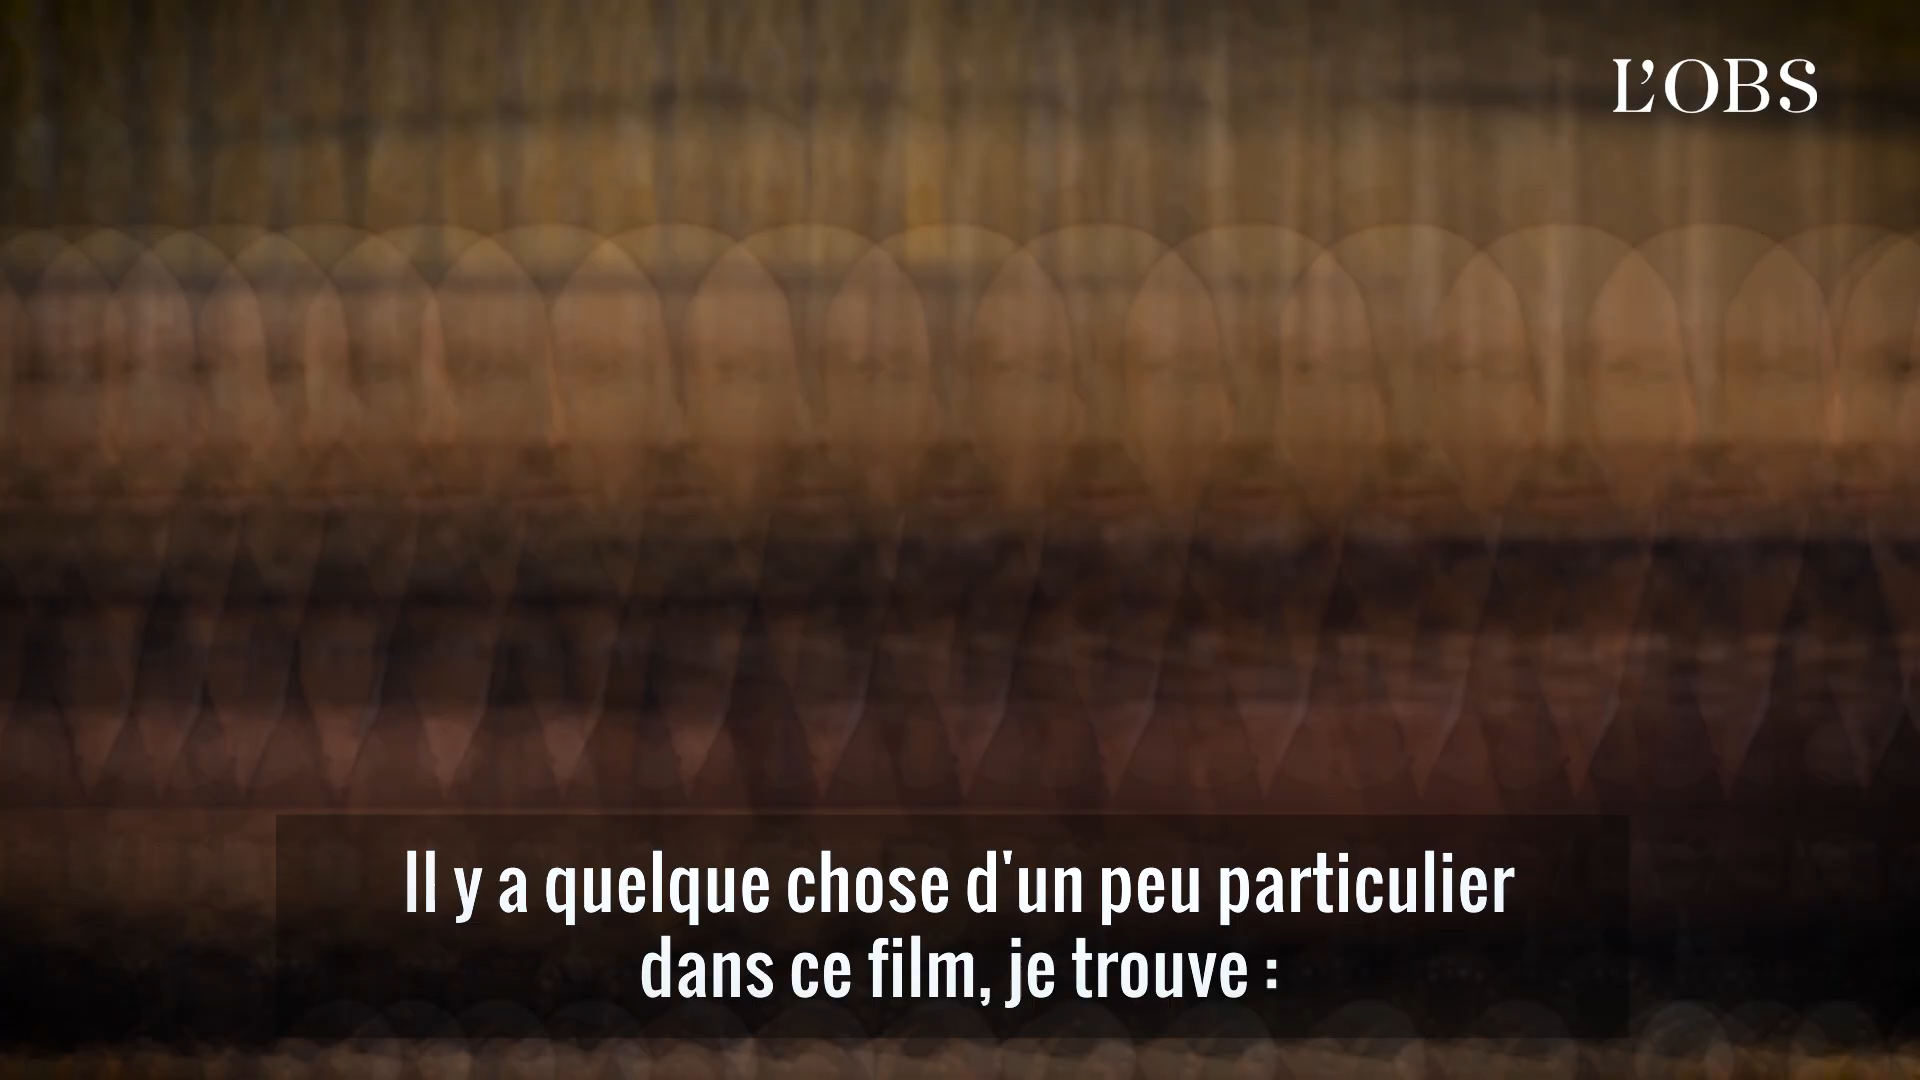 L'OBS
Il y a quelque chose d'un peu particulier
dans ce film, je trouve :